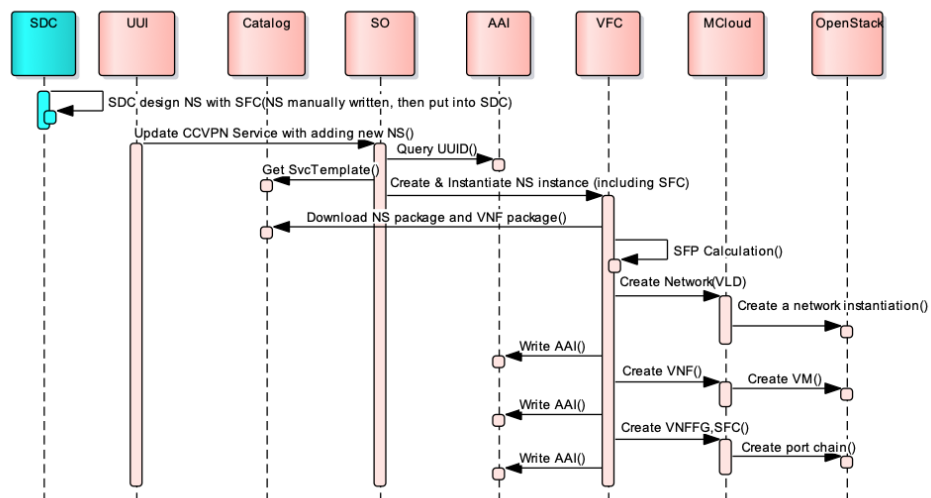 SDC
UUI
Catalog
SO
AAI
VFC
MCloud
OpenStack
SDC design NS with SFC(NS manually written, then put into SDC)
Update CCVPN Service with adding new NS()
Query UUID()
Get SvcTemplate()
Create & Instantiate NS instance (including SFC)
Download NS package and VNF package()
SFP Calculation()
Create Network(VLD)
Create a network instantiation()
Write AAI()
Create VNF()
Create VM()
Write AAI()
Create VNFFG,SFC()
Create port chain()
Write AAI()